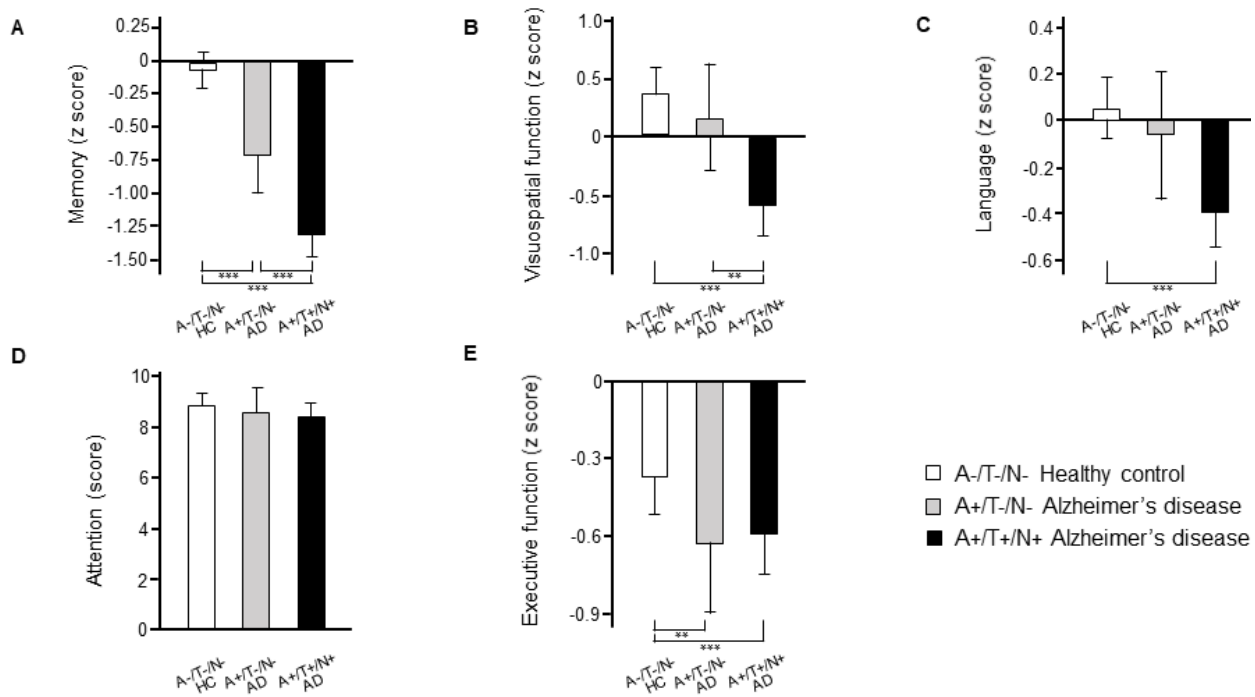 A
Memory (z score)
0.25
0
-0.25
-0.50
-0.75
-1.00
-1.25
-1.50
*** ***
***
A-/T-/N-
HC
A+/T-/N-
AD
A+/T+/N+
AD
B
Visuospatial function (z score)
1.0
0.5
0
-0.5
-1.0
**
***
A-/T-/N-
HC
A+/T-/N-
AD
A+/T+/N+
AD
C
Language (z score)
0.4
0.2
0
-0.2
-0.4
-0.6
***
A-/T-/N-
HC
A+/T-/N-
AD
A+/T+/N+
AD
D
Attention (score)
10
8
6
4
2
0
A-/T-/N-
HC
A+/T-/N-
AD
A+/T+/N+
AD
E
Executive function (z score)
0
-0.3
-0.6
-0.9
**
***
A-/T-/N-
HC
A+/T-/N-
AD
A+/T+/N+
AD
A-/T-/N- Healthy control
A+/T-/N- Alzheimer’s disease
A+/T+/N+ Alzheimer’s disease